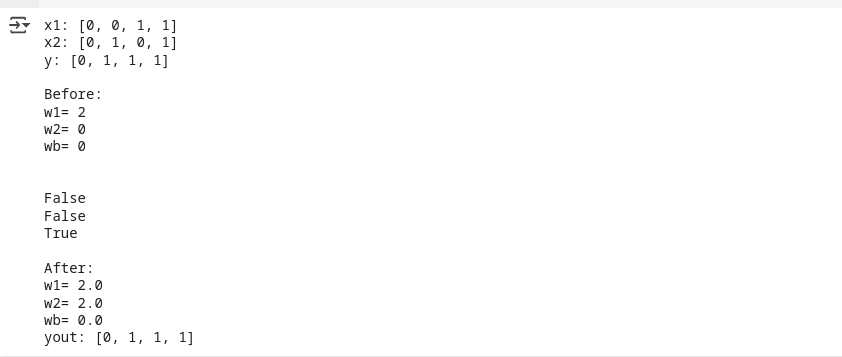 x1: [0, 0, 1, 1]
x2: [0, 1, 0, 1]
y: [0, 1, 1, 1]
Before:
w1= 2
w2= 0
wb= 0
False
False
True
After:
w1= 2.0
w2= 2.0
wb= 0.0
yout: [0, 1, 1, 1]